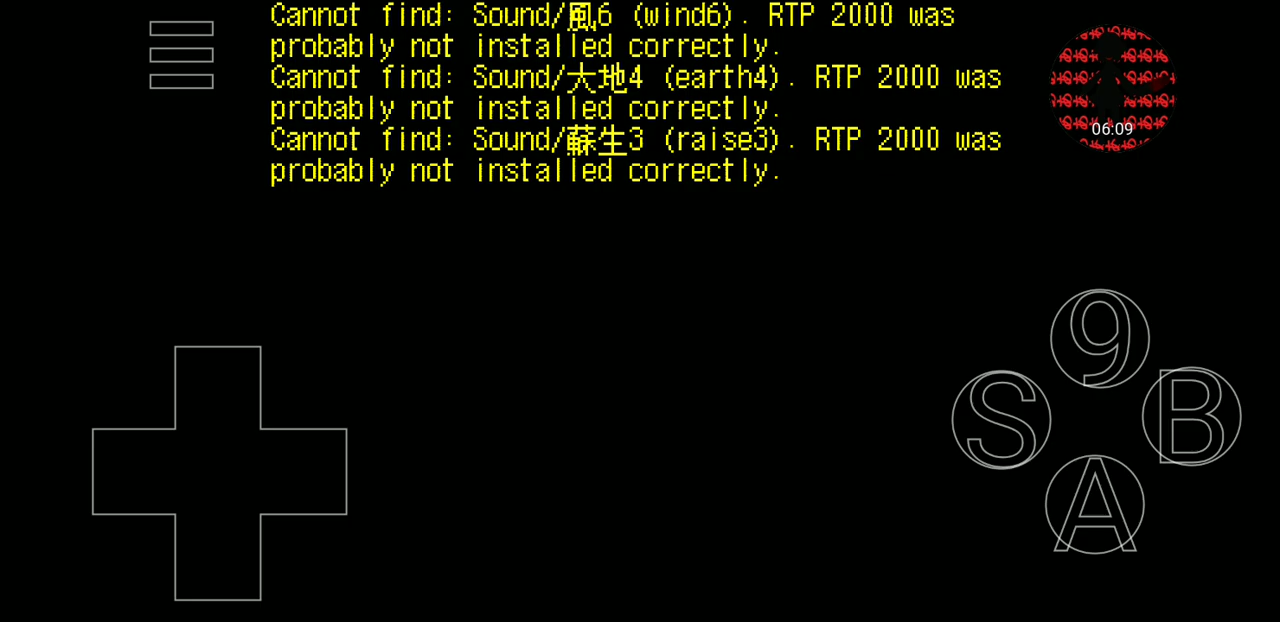 Cannot find: Sound/風6 (wind6). RTP 2000 was
probably not installed correctly.
Cannot find: Sound/大地4 (earth4). RTP 2000 was
probably not installed correctly.
Cannot find: Sound/蘇生3 (raise3). RTP 2000 was
probably not installed correctly.
06:09
9
S
B
A